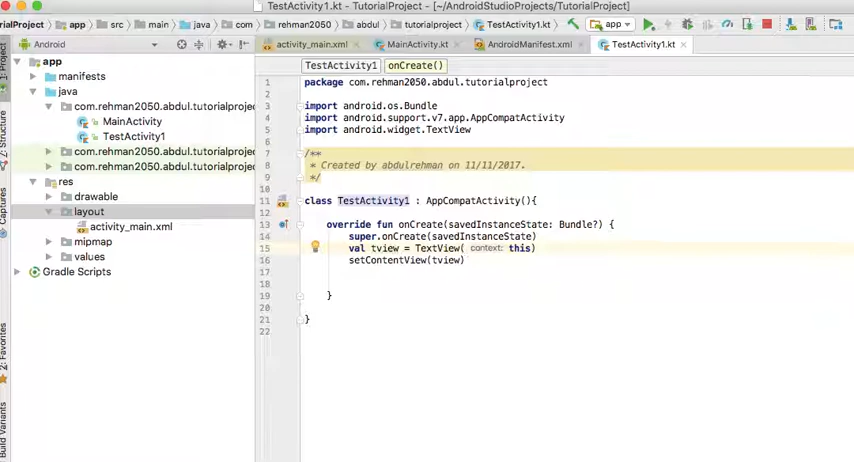 TestActivity1.kt - TutorialProject - [~/AndroidStudioProjects/TutorialProject]
rialProject app src main java com rehman2050 abdul tutorialproject TestActivity1.kt app
Android
activity_main.xml MainActivity.kt AndroidManifest.xml TestActivity1.kt
TestActivity1 onCreate()
1: Project
Z: Structure
Captures
2: Favorites
Build Variants
app
manifests
java
com.rehman2050.abdul.tutorialproje
MainActivity
TestActivity1
com.rehman2050.abdul.tutorialproje
com.rehman2050.abdul.tutorialproje
res
drawable
layout
activity_main.xml
mipmap
values
Gradle Scripts
1 package com.rehman2050.abdul.tutorialproject
2
3 import android.os.Bundle
4 import android.support.v7.app.AppCompatActivity
5 import android.widget.TextView
6
7 /**
8 * Created by abdulrehman on 11/11/2017.
9 */
10
11 class TestActivity1 : AppCompatActivity(){
12
13 override fun onCreate(savedInstanceState: Bundle?) {
14 super.onCreate(savedInstanceState)
15 val tview = TextView( context: this)
16 setContentView(tview)
17
18
19 }
20
21 }
22